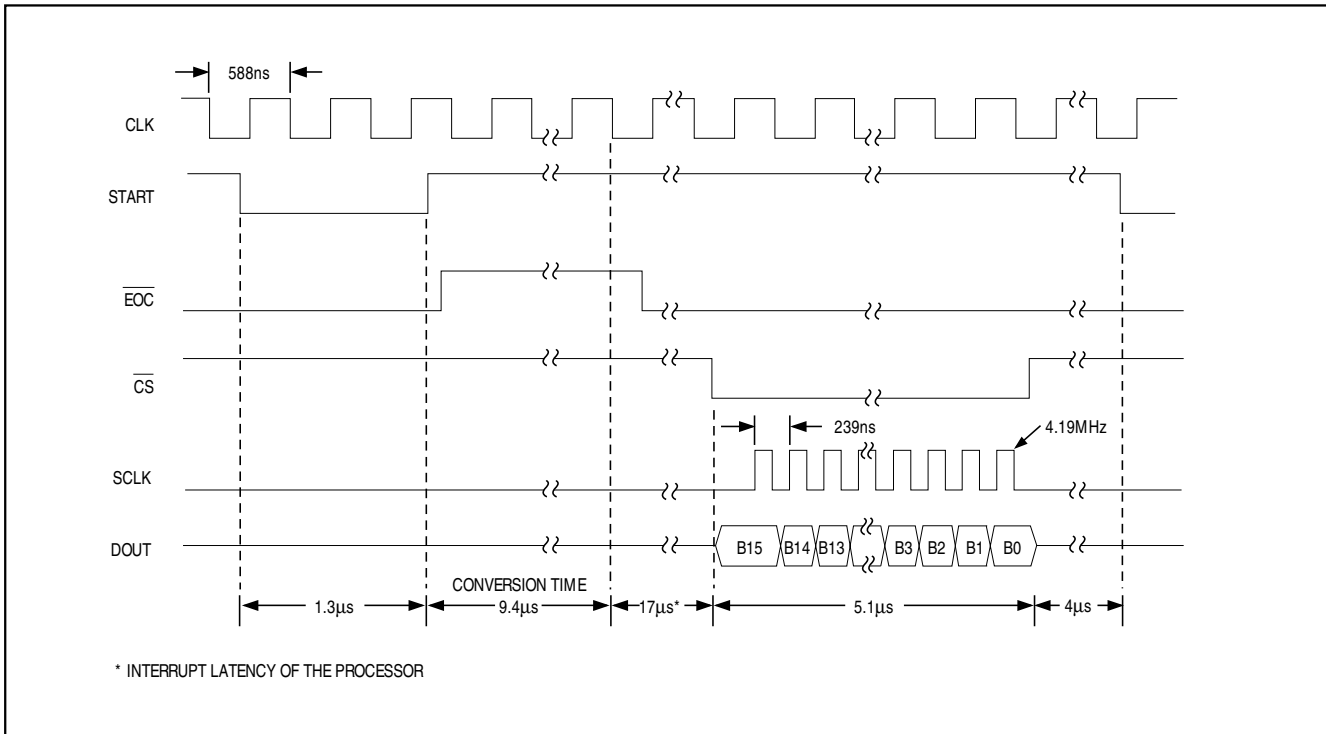 588ns
CLK
START
EOC
CS
239ns
4.19MHz
SCLK
DOUT
B15 B14 B13 B3 B2 B1 B0
CONVERSION TIME
1.3µs 9.4µs 17µs* 5.1µs 4µs
* INTERRUPT LATENCY OF THE PROCESSOR